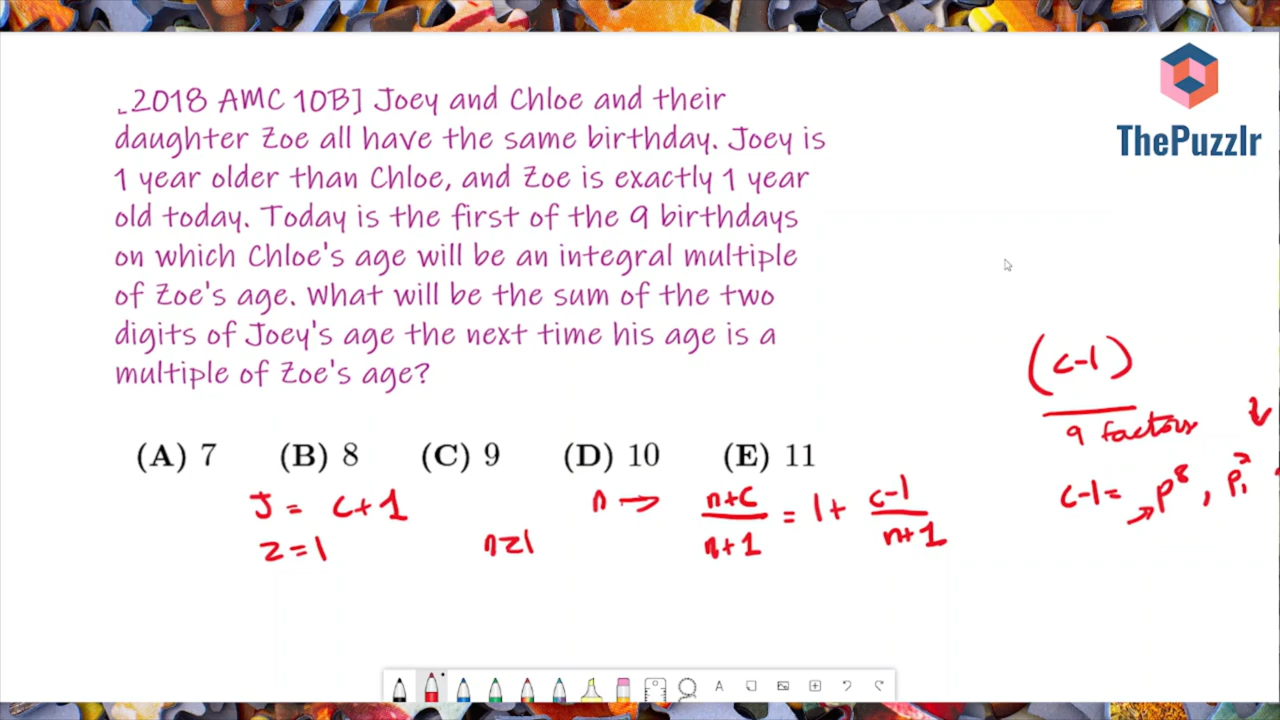 2018 AMC 10B] Joey and Chloe and their
daughter Zoe all have the same birthday. Joey is
1 year older than Chloe, and Zoe is exactly 1 year
old today. Today is the first of the 9 birthdays
on which Chloe's age will be an integral multiple
of Zoe's age. What will be the sum of the two
digits of Joey's age the next time his age is a
multiple of Zoe's age?
ThePuzzlr
(A) 7 (B) 8 (C) 9 (D) 10 (E) 11
J = C+1
Z=1
n≥1
n → (n+C)/(n+1) = 1 + (c-1)/(n+1)
(c-1)
9 factors ↓
c-1= p^8, p₁²